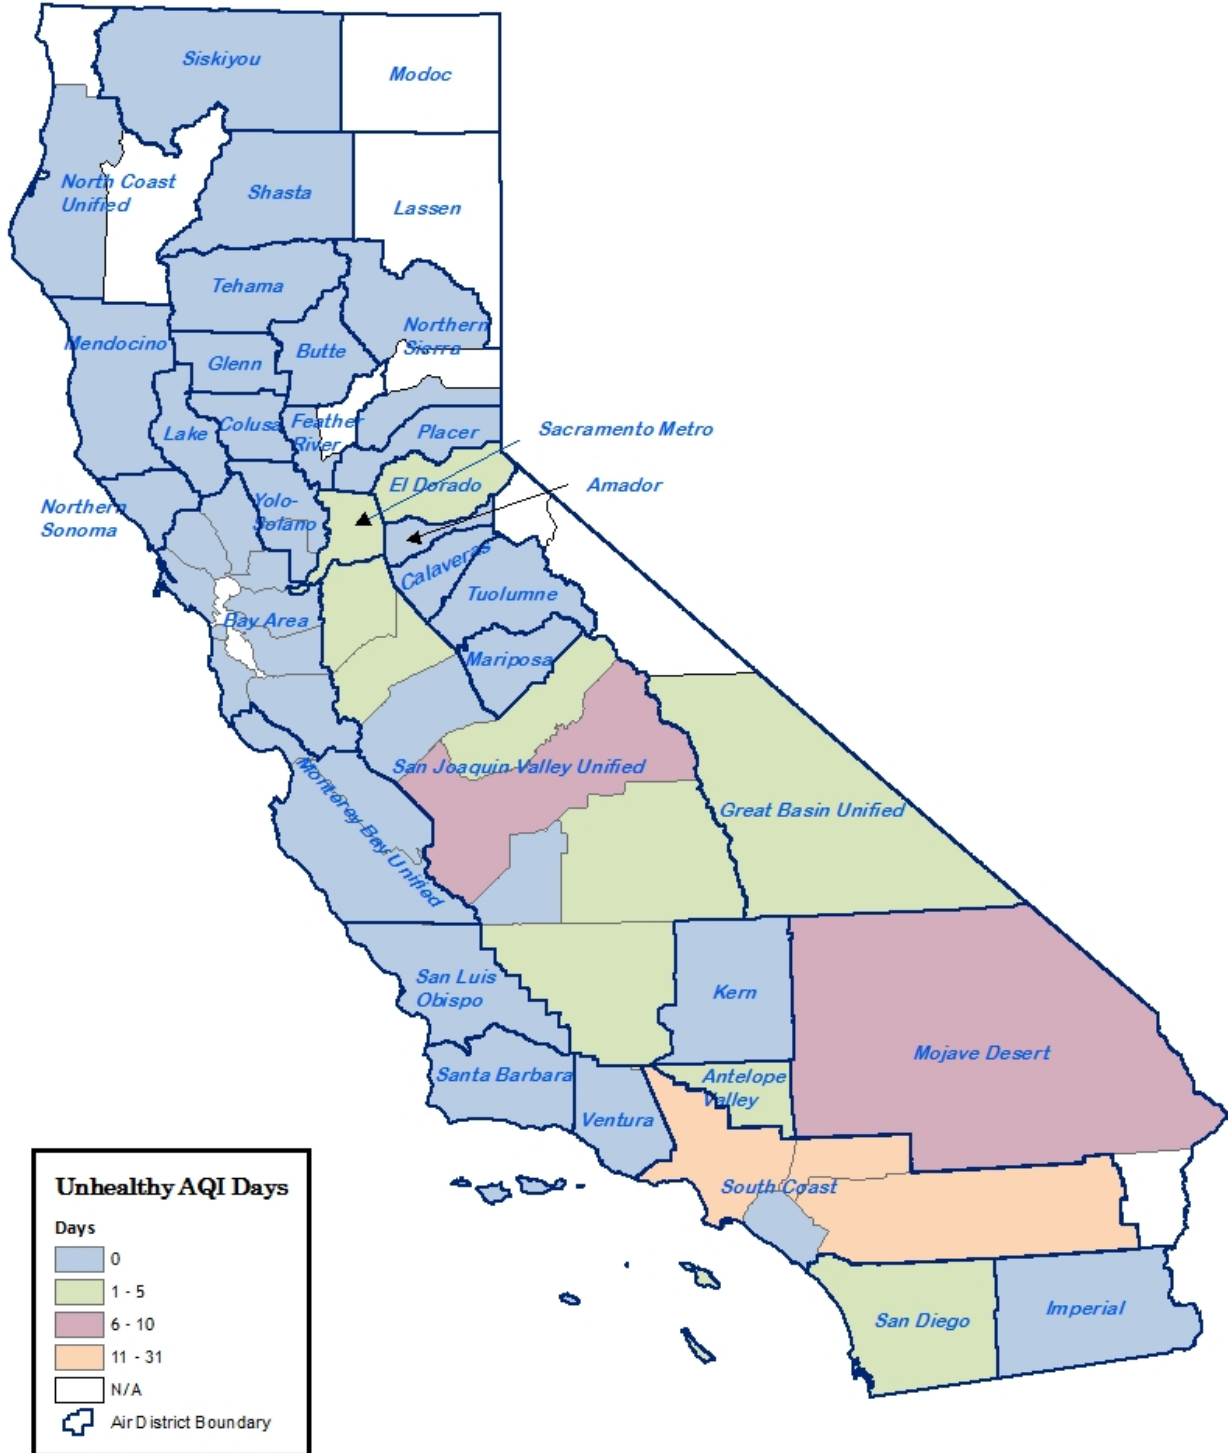 Siskiyou
Modoc
North Coast
Unified
Shasta
Lassen
Tehama
Mendocino
Glenn
Butte
Northern
Sierra
Lake
Colusa
Feather
River
Placer
Sacramento Metro
El Dorado
Amador
Northern
Sonoma
Yolo-
Solano
Calaveras
Tuolumne
Bay Area
Mariposa
San Joaquin Valley Unified
Monterey Bay Unified
Great Basin Unified
San Luis
Obispo
Kern
Mojave Desert
Santa Barbara
Antelope
Valley
Ventura
South Coast
San Diego
Imperial
Unhealthy AQI Days
Days
0
1 - 5
6 - 10
11 - 31
N/A
Air District Boundary